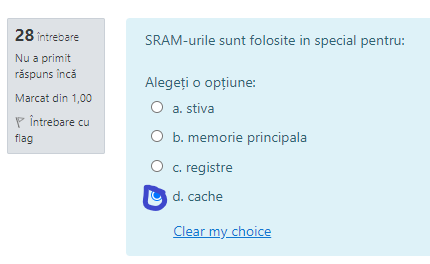 28 întrebare
Nu a primit
răspuns încă
Marcat din 1,00
Întrebare cu
flag
SRAM-urile sunt folosite in special pentru:
Alegeți o opțiune:
a. stiva
b. memorie principala
c. registre
d. cache
Clear my choice